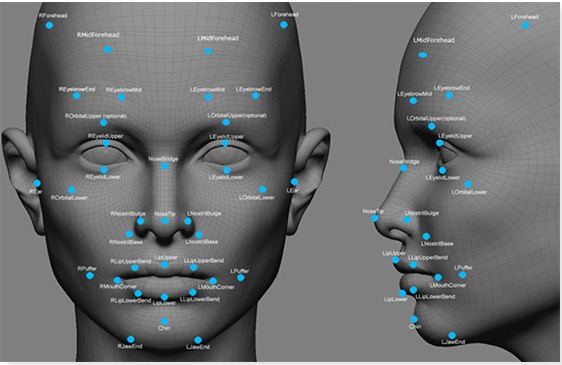 RForehead
LForehead
RMidForehead
LMidForehead
REyebrowEnd
REyebrowMid
LEyebrowMid
LEyebrowEnd
ROrbitalUpper (optional)
LOrbitalUpper (optional)
REyelidUpper
LEyelidUpper
NoseBridge
REyelidLower
LEyelidLower
REar
LEar
ROrbitalLower
LOrbitalLower
RNostrilBulge
NoseTip
LNostrilBulge
RNostrilBase
LNostrilBase
RPuffer
RLipUpperBend
LipUpper
LLipUpperBend
LPuffer
RMouthCorner
LMouthCorner
RLipLowerBend
LipLower
LLipLowerBend
Chin
RJawEnd
LJawEnd
LForehead
LMidForehead
LEyebrowMid
LEyebrowEnd
LOrbitalUpper(optional)
LEyelidUpper
NoseBridge
LEyelidLower
LOrbitalLower
NoseTip
LNostrilBulge
LNostrilBase
LipUpper
LLipUpperBend
LPuffer
LMouthCorner
LipLower
LLipLowerBend
Chin
LJawEnd